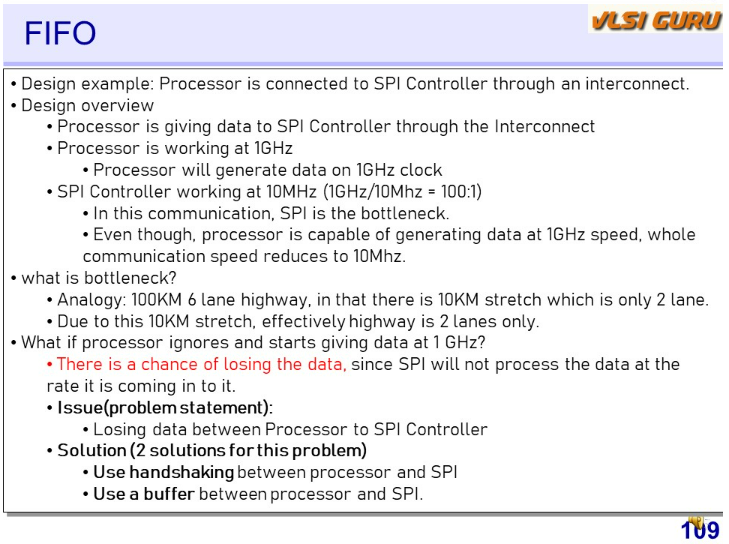 FIFO
VLSI GURU
• Design example: Processor is connected to SPI Controller through an interconnect.
• Design overview
• Processor is giving data to SPI Controller through the Interconnect
• Processor is working at 1GHz
• Processor will generate data on 1GHz clock
• SPI Controller working at 10MHz (1GHz/10Mhz = 100:1)
• In this communication, SPI is the bottleneck.
• Even though, processor is capable of generating data at 1GHz speed, whole
communication speed reduces to 10Mhz.
• what is bottleneck?
• Analogy: 100KM 6 lane highway, in that there is 10KM stretch which is only 2 lane.
• Due to this 10KM stretch, effectively highway is 2 lanes only.
• What if processor ignores and starts giving data at 1 GHz?
• There is a chance of losing the data, since SPI will not process the data at the
rate it is coming in to it.
• Issue(problem statement):
• Losing data between Processor to SPI Controller
• Solution (2 solutions for this problem)
• Use handshaking between processor and SPI
• Use a buffer between processor and SPI.
109